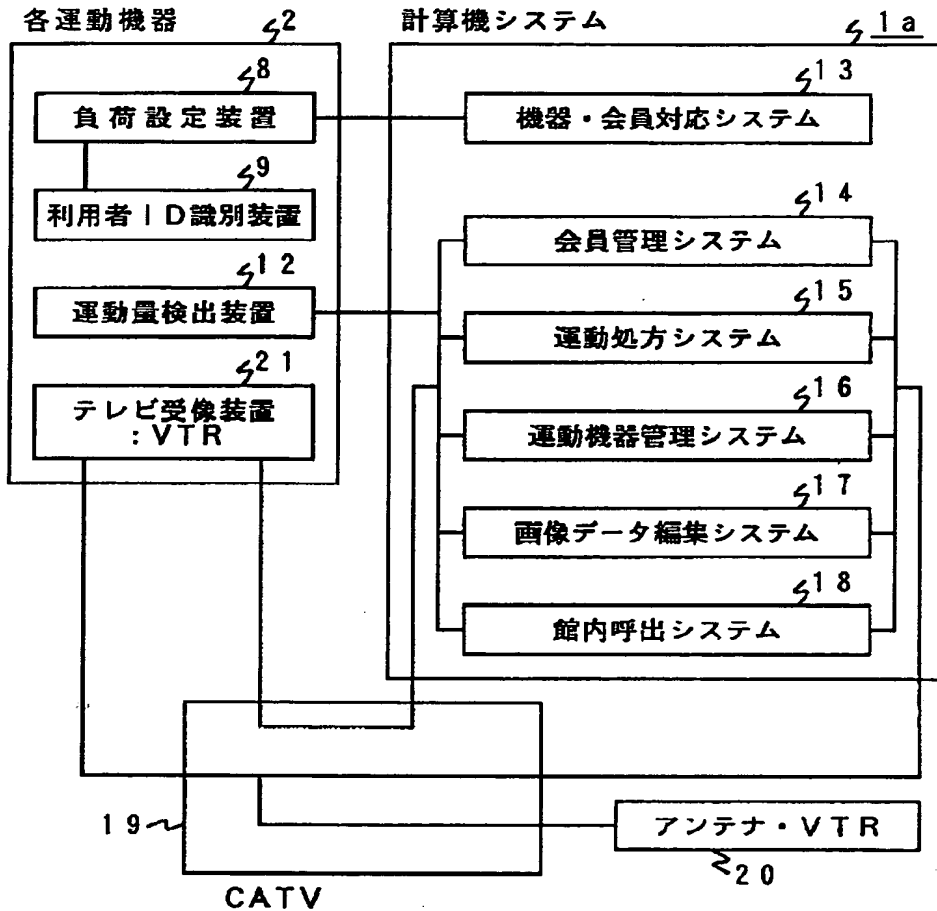 各運動機器
2
計算機システム
1a
8
負荷設定装置
13
機器・会員対応システム
9
利用者ID識別装置
14
会員管理システム
12
運動量検出装置
15
運動処方システム
21
テレビ受像装置
:VTR
16
運動機器管理システム
17
画像データ編集システム
18
館内呼出システム
19
アンテナ・VTR
20
CATV